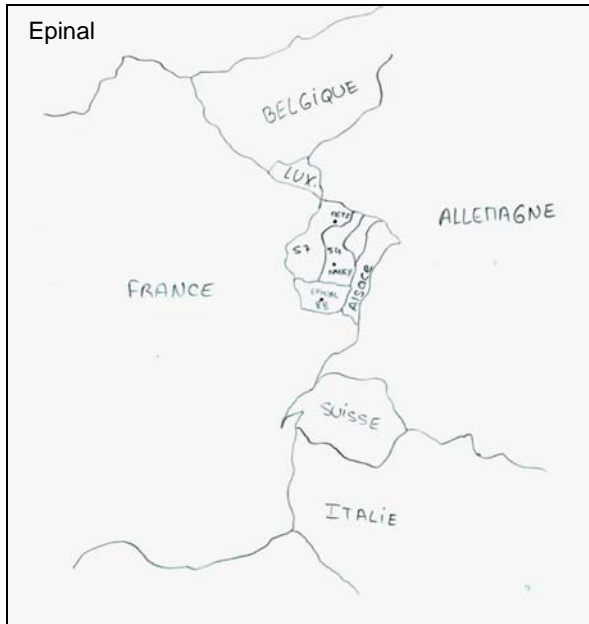 Epinal
BELGIQUE
LUX.
METZ
ALLEMAGNE
57
54
NANCY
ALSACE
FRANCE
EPINAL
88
SUISSE
ITALIE